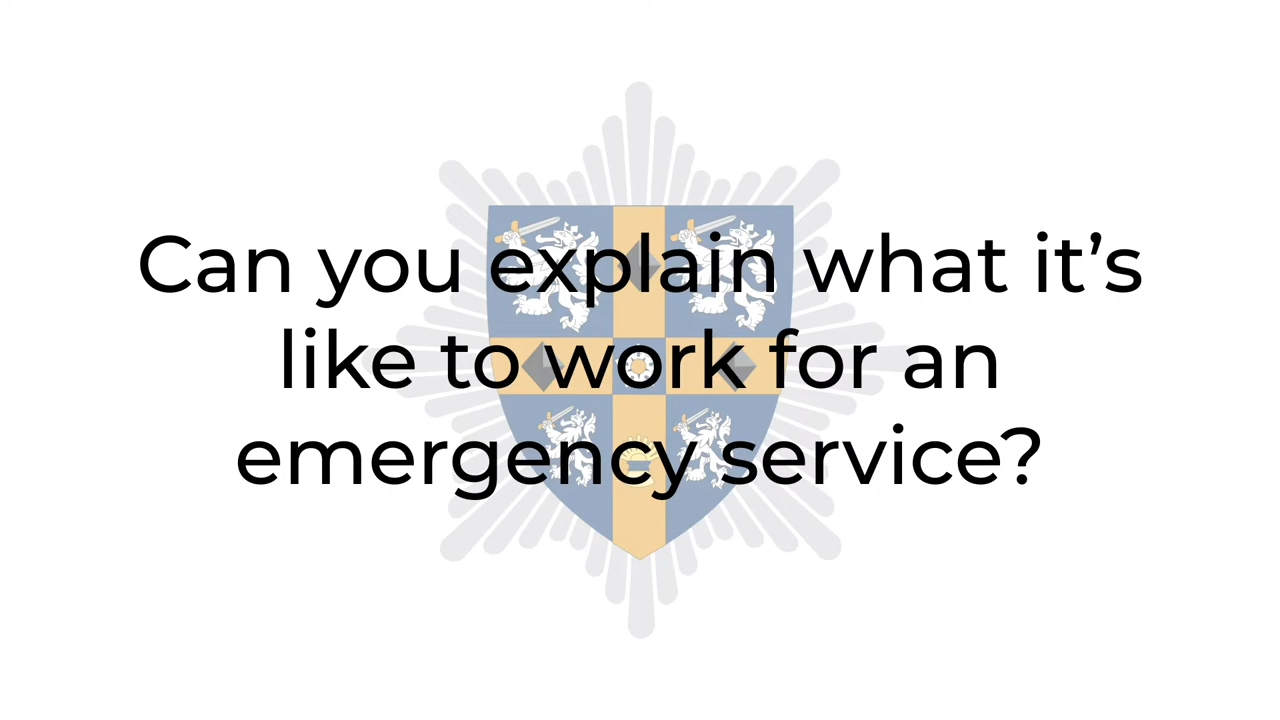 Can you explain what it’s
like to work for an
emergency service?